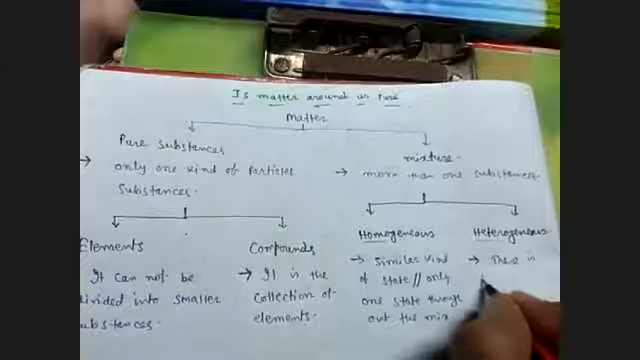 Is matter around us Pure
Matter
Pure substances
only one kind of Particles
substances.
mixture.
more than one substances.
Elements
It can not be
divided into smaller
substances.
Compounds
It is the
Collection of
elements.
Homogeneous
Similar kind
of state // only
one state through
out the mix
Heterogeneous.
There is